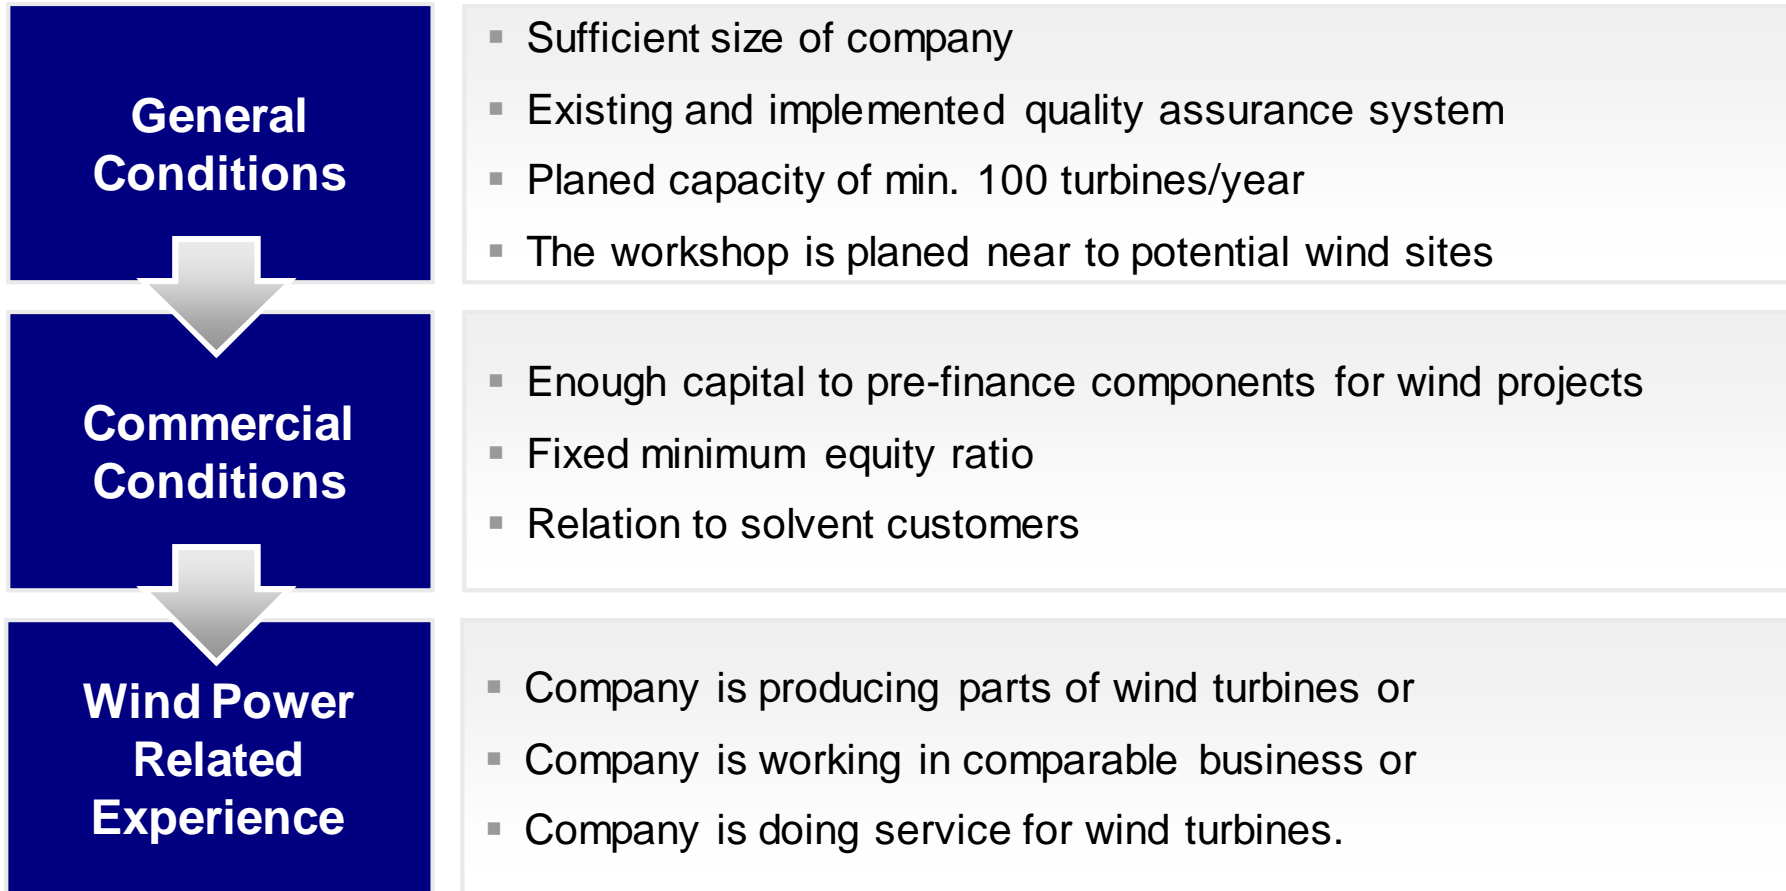 General
Conditions
Sufficient size of company
Existing and implemented quality assurance system
Planed capacity of min. 100 turbines/year
The workshop is planed near to potential wind sites
Commercial
Conditions
Enough capital to pre-finance components for wind projects
Fixed minimum equity ratio
Relation to solvent customers
Wind Power
Related
Experience
Company is producing parts of wind turbines or
Company is working in comparable business or
Company is doing service for wind turbines.